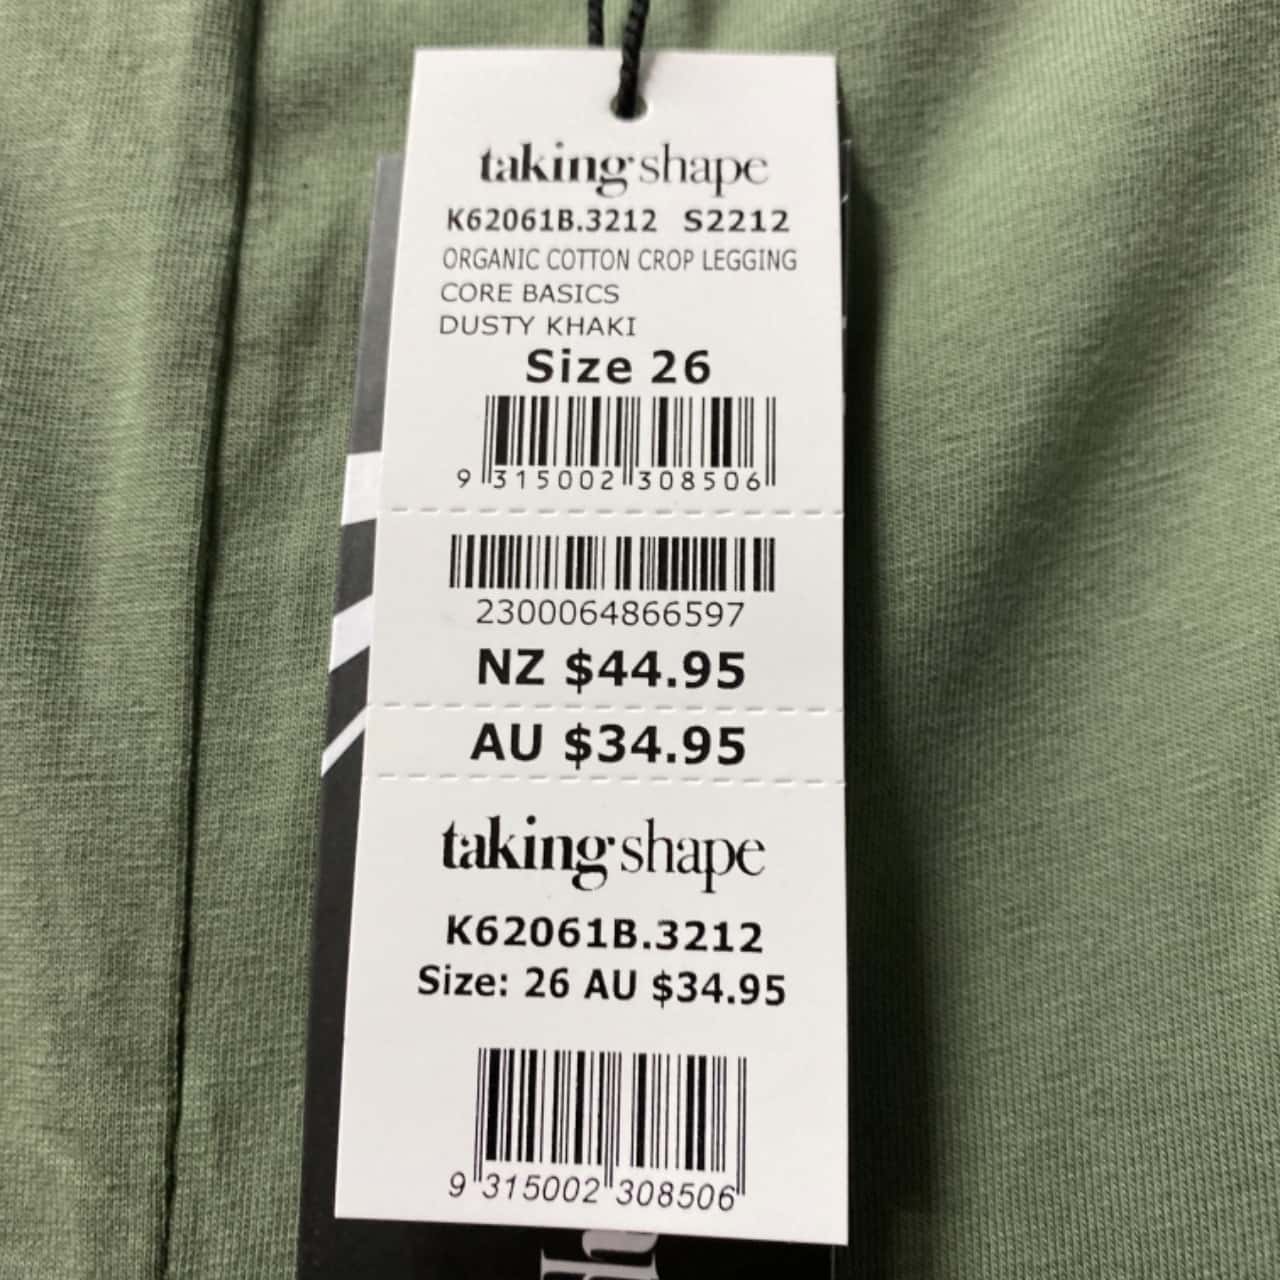 taking shape
K62061B.3212 S2212
ORGANIC COTTON CROP LEGGING
CORE BASICS
DUSTY KHAKI
Size 26
9 315002 308506
2300064866597
NZ $44.95
AU $34.95
taking shape
K62061B.3212
Size: 26 AU $34.95
9 315002 308506